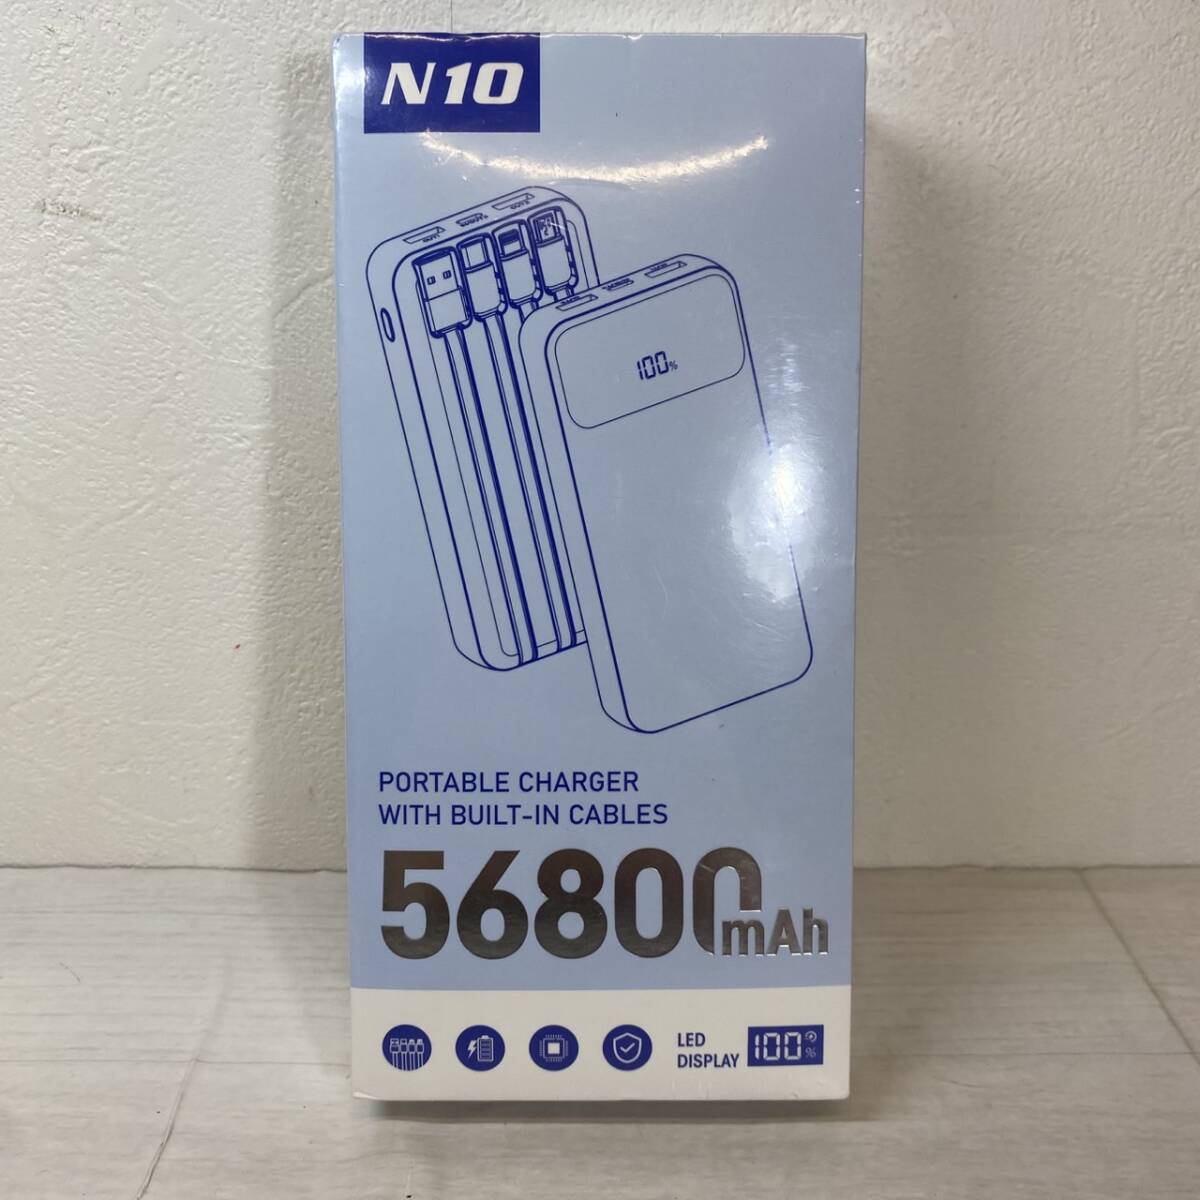 N10
100%
PORTABLE CHARGER
WITH BUILT-IN CABLES
56800mAh
LED
DISPLAY
100%